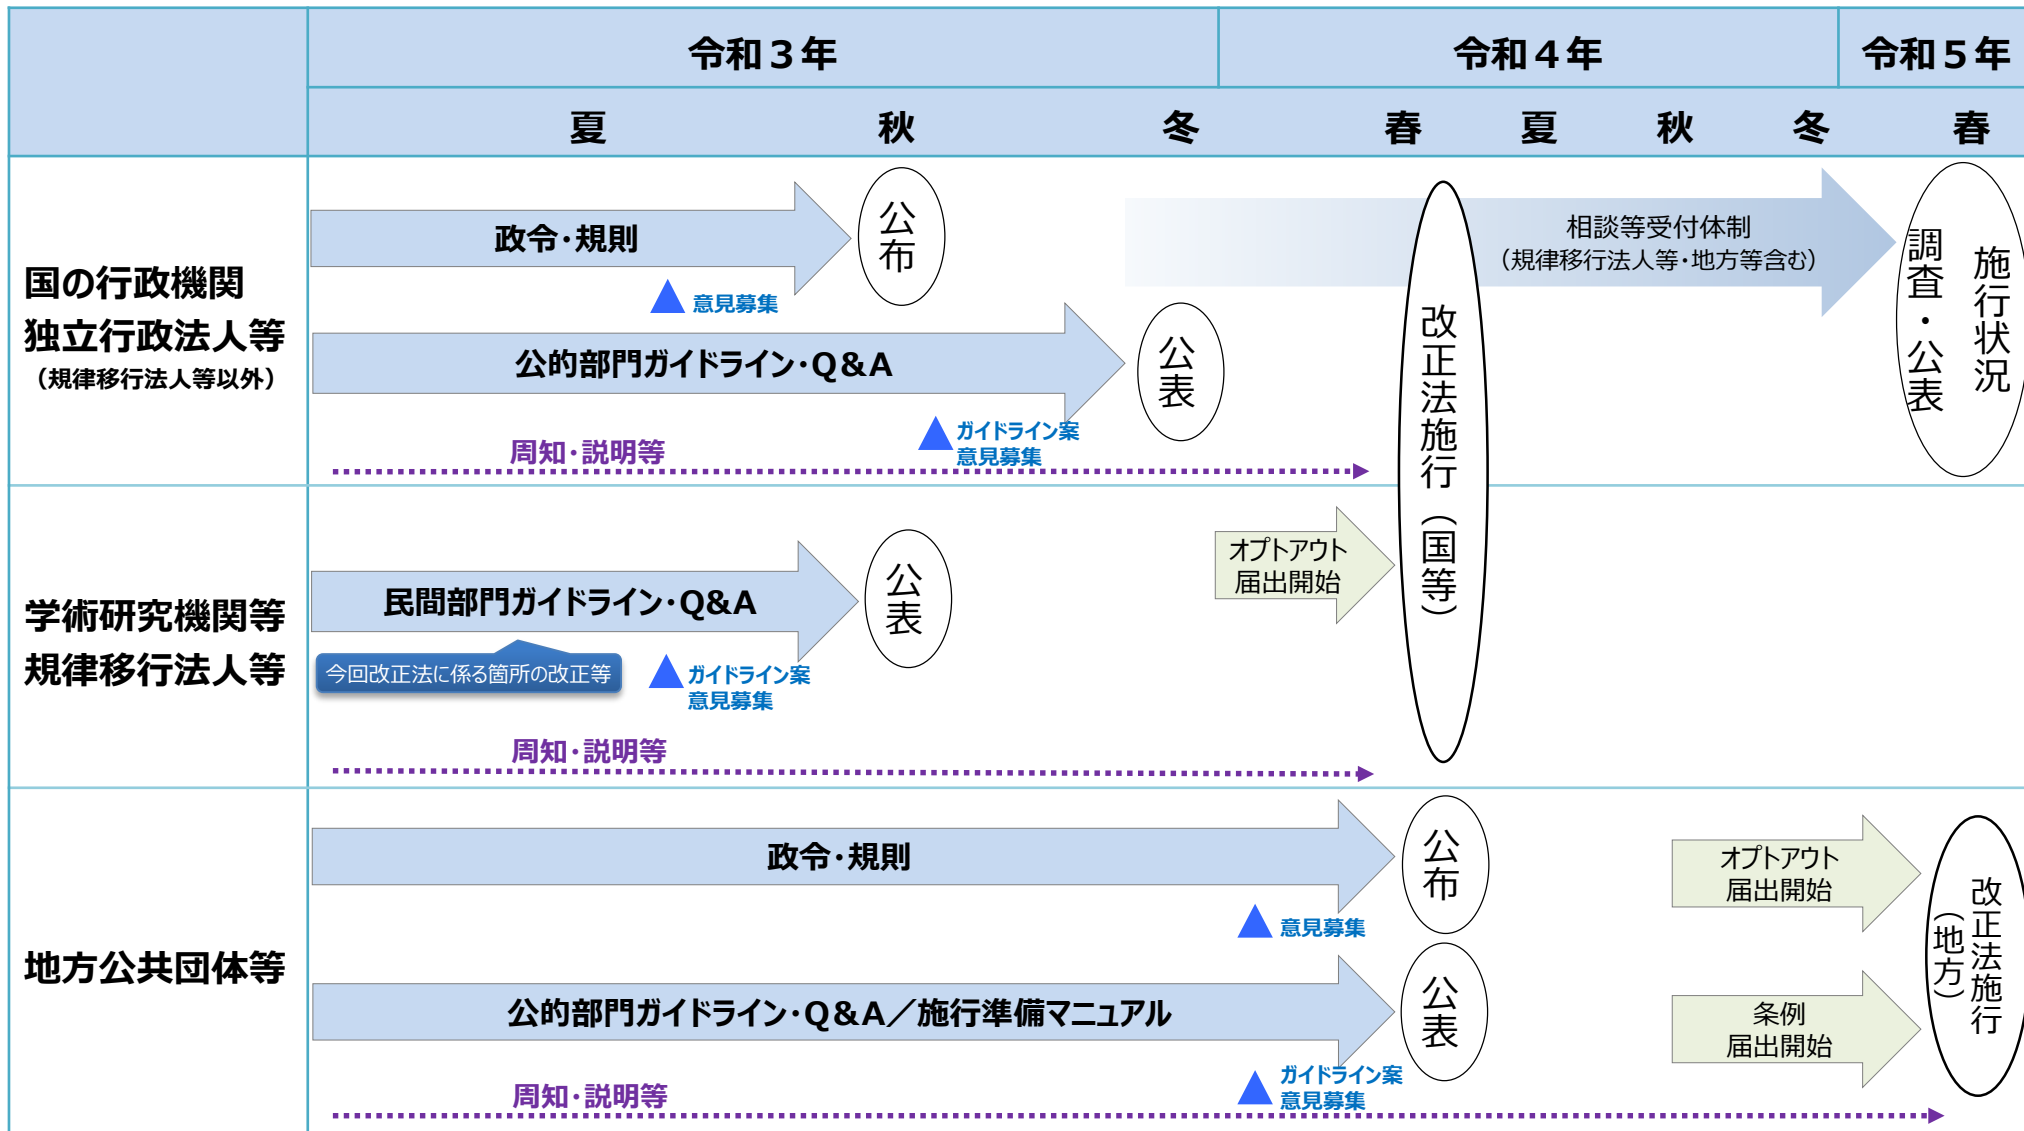 令和３年
令和４年
令和５年
夏
秋
冬
春
夏
秋
冬
春
国の行政機関
独立行政法人等
（規律移行法人等以外）
政令・規則
意見募集
公布
公的部門ガイドライン・Q&A
ガイドライン案
意見募集
公表
周知・説明等
相談等受付体制
（規律移行法人等・地方等含む）
施行状況
調査・公表
改正法施行（国等）
学術研究機関等
規律移行法人等
民間部門ガイドライン・Q&A
今回改正法に係る箇所の改正等
ガイドライン案
意見募集
公表
オプトアウト
届出開始
周知・説明等
地方公共団体等
政令・規則
意見募集
公布
公的部門ガイドライン・Q&A／施行準備マニュアル
ガイドライン案
意見募集
公表
周知・説明等
オプトアウト
届出開始
条例
届出開始
改正法施行
（地方）